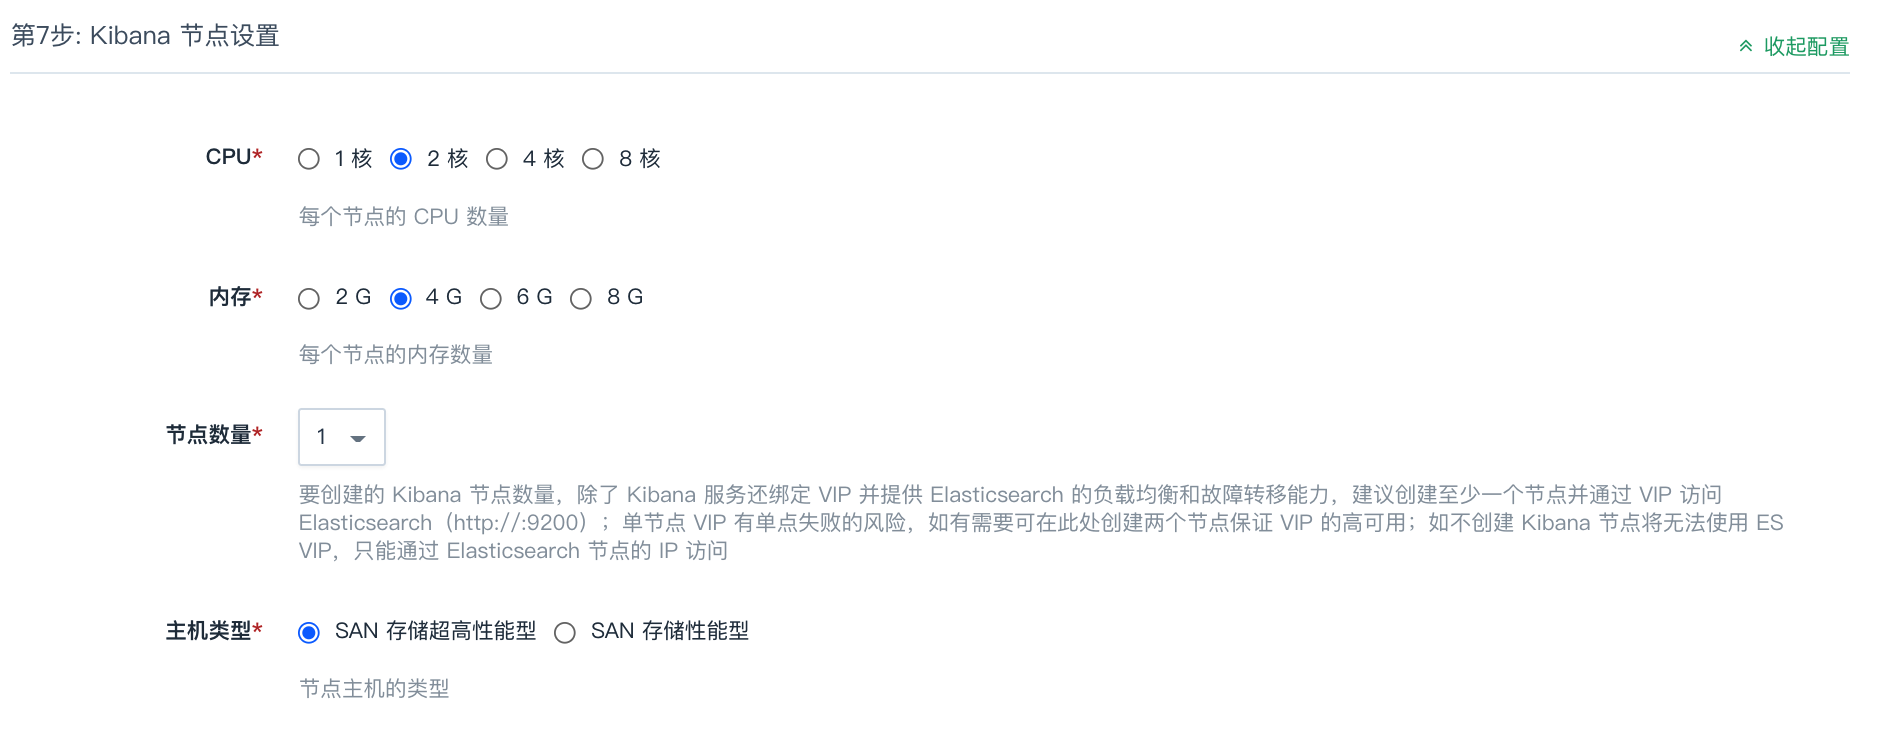 第7步: Kibana 节点设置
收起配置
CPU* 1 核 2 核 4 核 8 核
每个节点的 CPU 数量
内存* 2 G 4 G 6 G 8 G
每个节点的内存数量
节点数量* 1
要创建的 Kibana 节点数量，除了 Kibana 服务还绑定 VIP 并提供 Elasticsearch 的负载均衡和故障转移能力，建议创建至少一个节点并通过 VIP 访问
Elasticsearch（http://:9200）；单节点 VIP 有单点失败的风险，如有需要可在此处创建两个节点保证 VIP 的高可用；如不创建 Kibana 节点将无法使用 ES
VIP，只能通过 Elasticsearch 节点的 IP 访问
主机类型* SAN 存储超高性能型 SAN 存储性能型
节点主机的类型